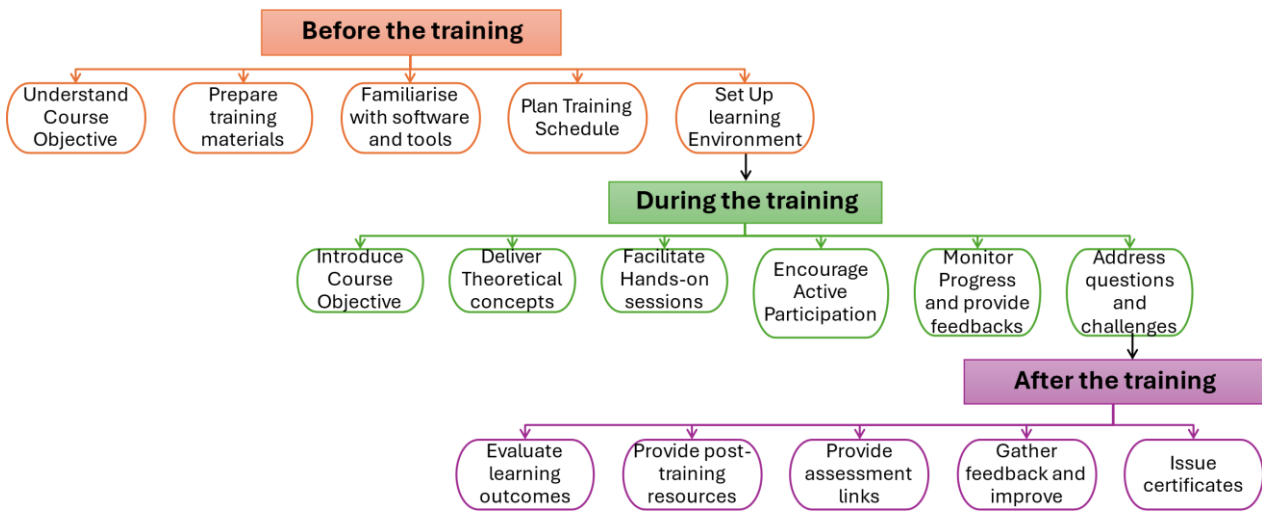 Before the training
Understand
Course
Objective
Prepare
training
materials
Familiarise
with software
and tools
Plan Training
Schedule
Set Up
learning
Environment
During the training
Introduce
Course
Objective
Deliver
Theoretical
concepts
Facilitate
Hands-on
sessions
Encourage
Active
Participation
Monitor
Progress
and provide
feedbacks
Address
questions
and
challenges
After the training
Evaluate
learning
outcomes
Provide post-
training
resources
Provide
assessment
links
Gather
feedback and
improve
Issue
certificates